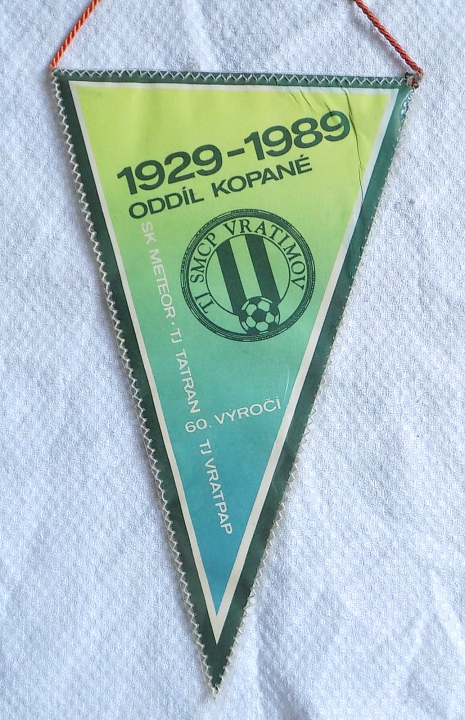 1929-1989
ODDÍL KOPANÉ
TJ SMCP VRATIMOV
SK METEOR · TJ TATRAN
60. VÝROČÍ
TJ VRATPAP